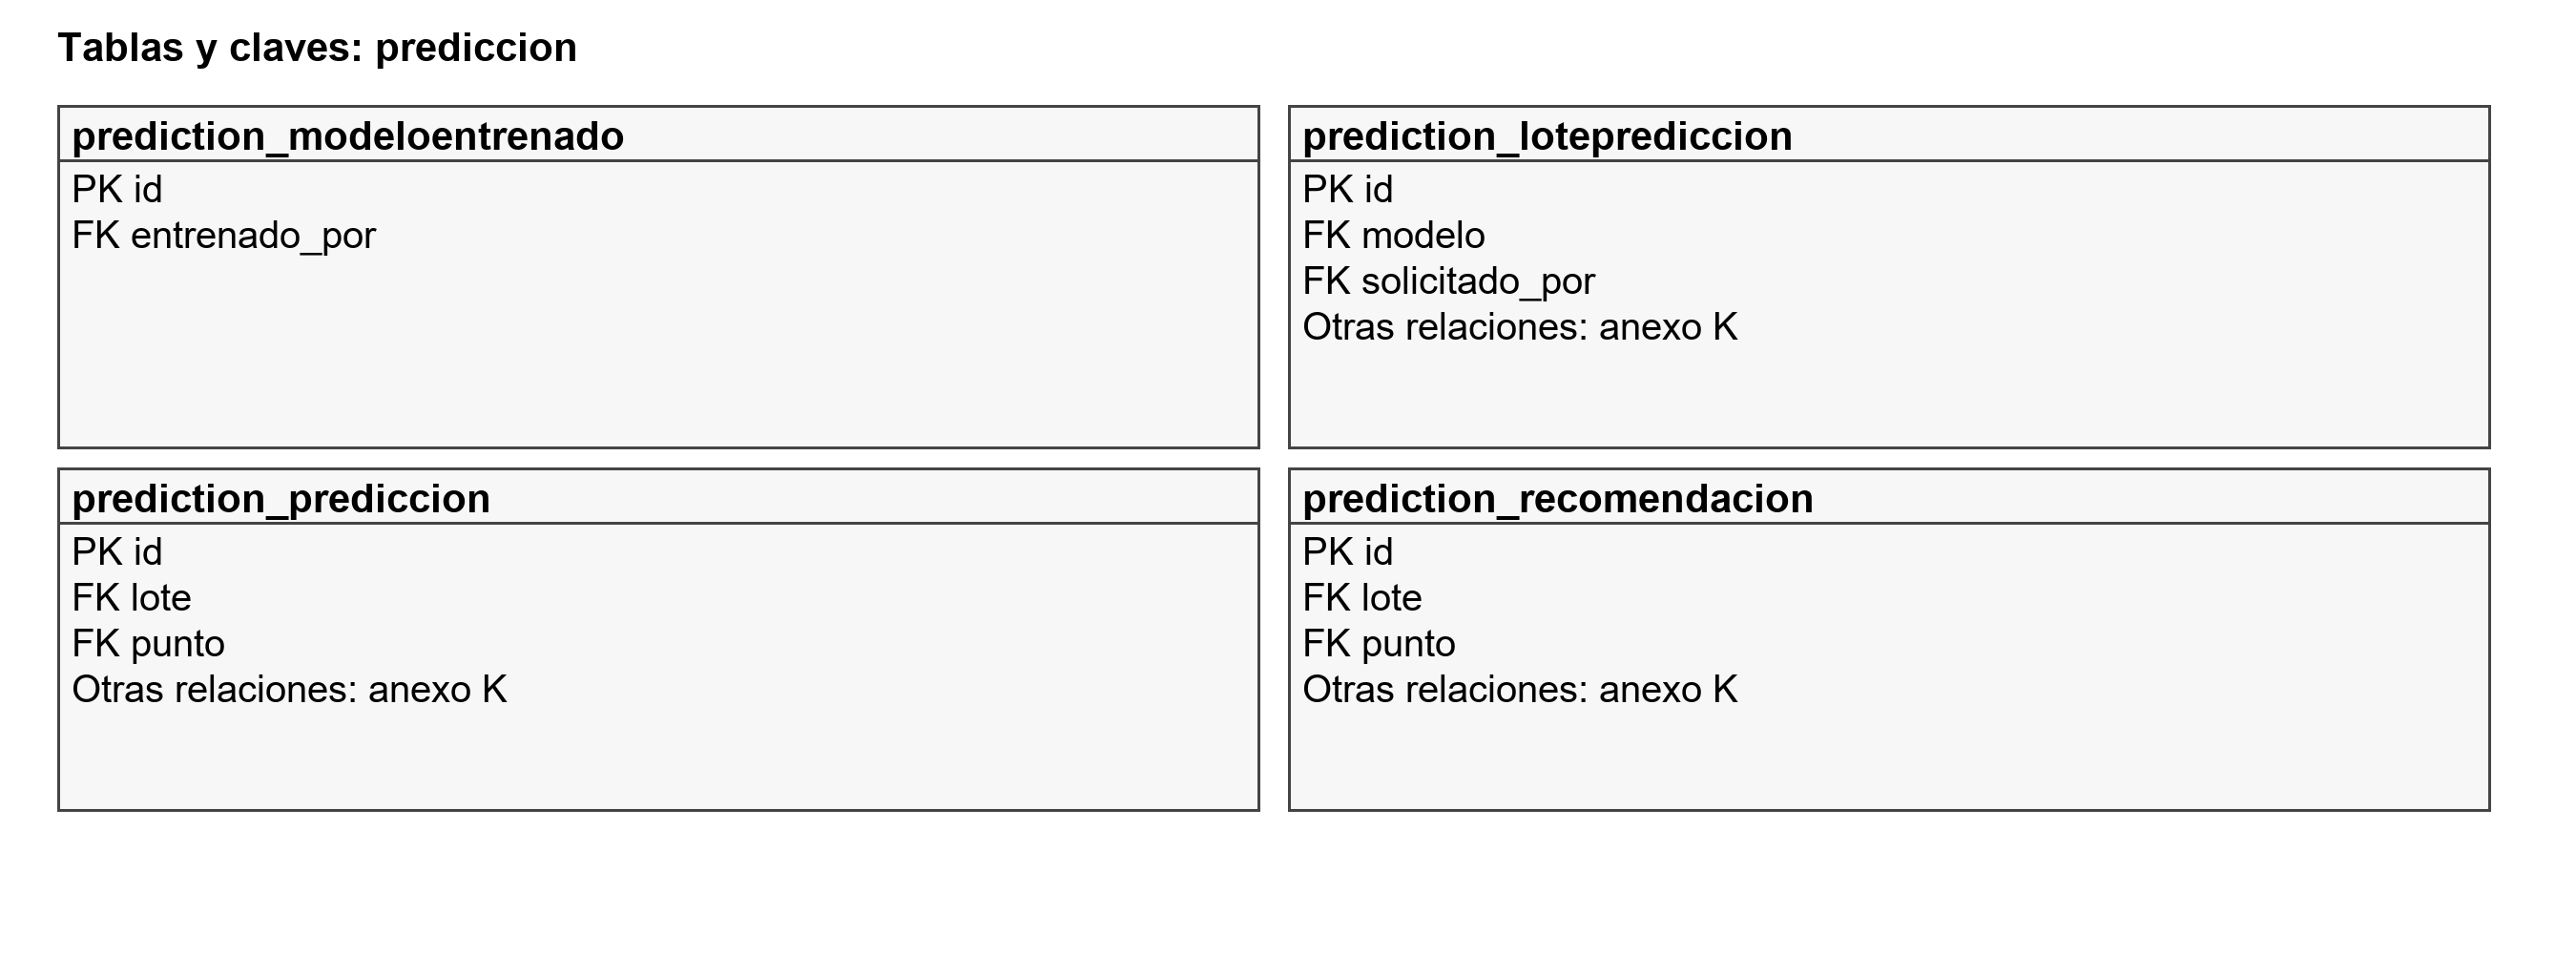 Tablas y claves: prediccion
prediction_modeloentrenado
PK id
FK entrenado_por
prediction_loteprediccion
PK id
FK modelo
FK solicitado_por
Otras relaciones: anexo K
prediction_prediccion
PK id
FK lote
FK punto
Otras relaciones: anexo K
prediction_recomendacion
PK id
FK lote
FK punto
Otras relaciones: anexo K